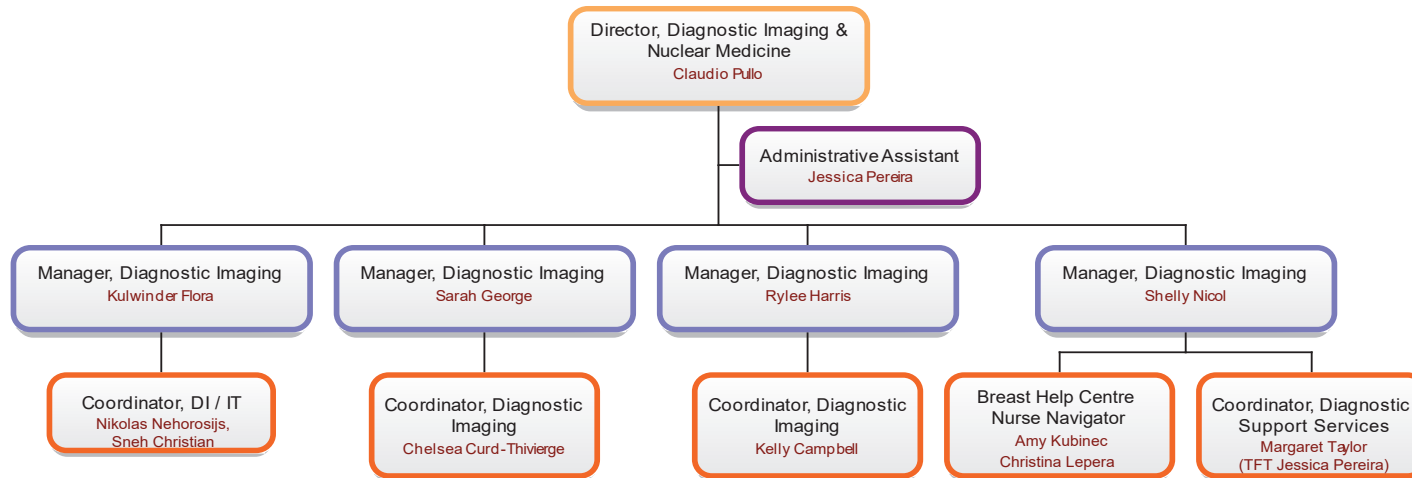 Director, Diagnostic Imaging &
Nuclear Medicine
Claudio Pullo
Administrative Assistant
Jessica Pereira
Manager, Diagnostic Imaging
Kulwinder Flora
Manager, Diagnostic Imaging
Sarah George
Manager, Diagnostic Imaging
Rylee Harris
Manager, Diagnostic Imaging
Shelly Nicol
Coordinator, DI / IT
Nikolas Nehorosijs,
Sneh Christian
Coordinator, Diagnostic
Imaging
Chelsea Curd-Thivierge
Coordinator, Diagnostic
Imaging
Kelly Campbell
Breast Help Centre
Nurse Navigator
Amy Kubinec
Christina Lepera
Coordinator, Diagnostic
Support Services
Margaret Taylor
(TFT Jessica Pereira)